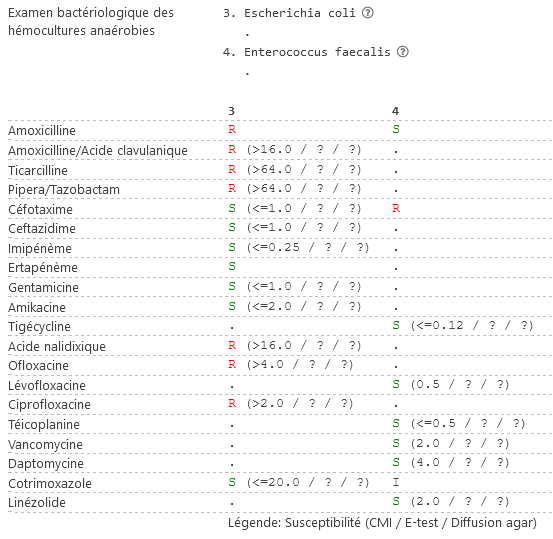 Examen bactériologique des
hémocultures anaérobies
3. Escherichia coli ?
.
4. Enterococcus faecalis ?
.
3 4
Amoxicilline R S
Amoxicilline/Acide clavulanique R (>16.0 / ? / ?) .
Ticarcilline R (>64.0 / ? / ?) .
Pipera/Tazobactam R (>64.0 / ? / ?) .
Céfotaxime S (<=1.0 / ? / ?) R
Ceftazidime S (<=1.0 / ? / ?) .
Imipénème S (<=0.25 / ? / ?) .
Ertapénème S .
Gentamicine S (<=1.0 / ? / ?) .
Amikacine S (<=2.0 / ? / ?) .
Tigécycline . S (<=0.12 / ? / ?)
Acide nalidixique R (>16.0 / ? / ?) .
Ofloxacine R (>4.0 / ? / ?) .
Lévofloxacine . S (0.5 / ? / ?)
Ciprofloxacine R (>2.0 / ? / ?) .
Téicoplanine . S (<=0.5 / ? / ?)
Vancomycine . S (2.0 / ? / ?)
Daptomycine . S (4.0 / ? / ?)
Cotrimoxazole S (<=20.0 / ? / ?) I
Linézolide . S (2.0 / ? / ?)
Légende: Susceptibilité (CMI / E-test / Diffusion agar)